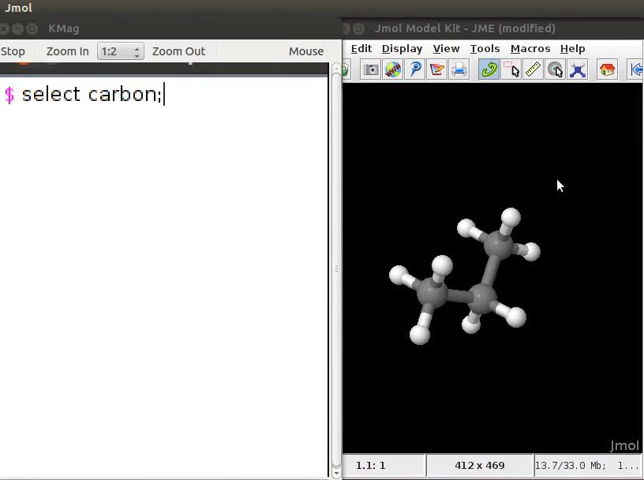 Jmol
KMag
Stop Zoom In 1:2 Zoom Out Mouse
$ select carbon;
Jmol Model Kit - JME (modified)
Edit Display View Tools Macros Help
Jmol
1.1: 1 412 x 469 13.7/33.0 Mb; 1...